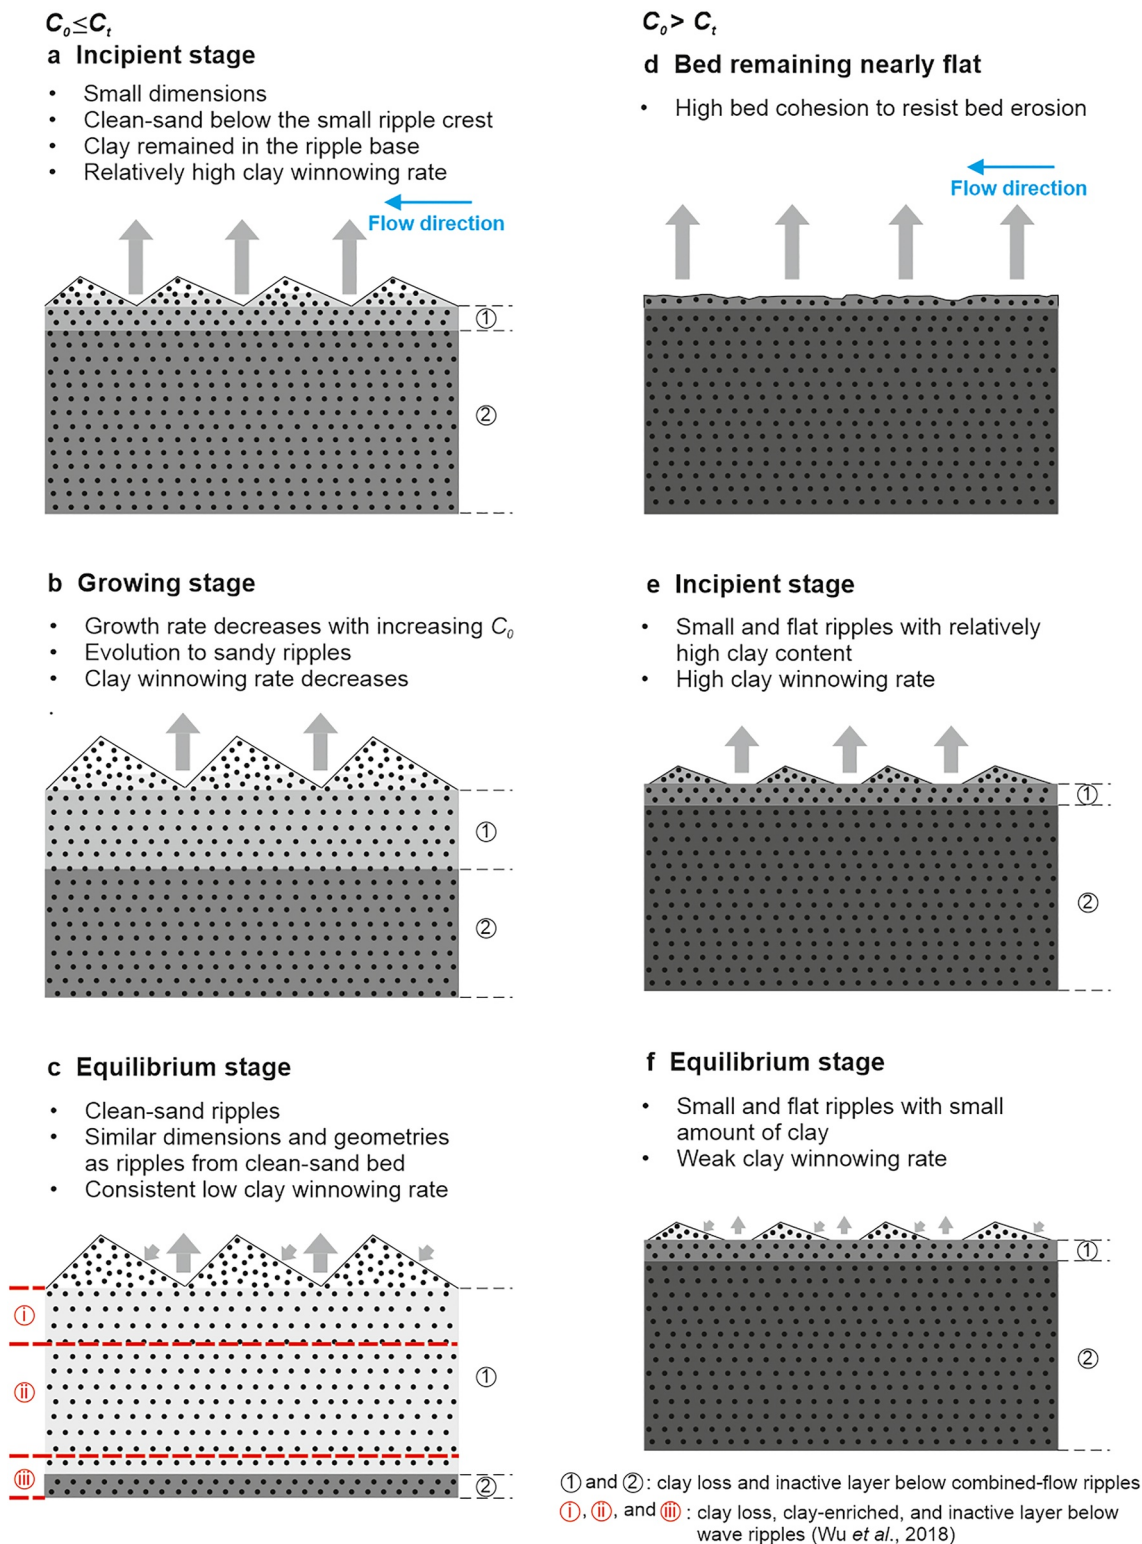 C₀≤Cₜ
a Incipient stage
• Small dimensions
• Clean-sand below the small ripple crest
• Clay remained in the ripple base
• Relatively high clay winnowing rate
Flow direction
①
②
b Growing stage
• Growth rate decreases with increasing C₀
• Evolution to sandy ripples
• Clay winnowing rate decreases
.
①
②
c Equilibrium stage
• Clean-sand ripples
• Similar dimensions and geometries
as ripples from clean-sand bed
• Consistent low clay winnowing rate
ⓘ
ⓘⓘ
ⓘⓘⓘ
①
②
C₀> Cₜ
d Bed remaining nearly flat
• High bed cohesion to resist bed erosion
Flow direction
e Incipient stage
• Small and flat ripples with relatively
high clay content
• High clay winnowing rate
①
②
f Equilibrium stage
• Small and flat ripples with small
amount of clay
• Weak clay winnowing rate
①
②
① and ②: clay loss and inactive layer below combined-flow ripples
ⓘ, ⓘⓘ, and ⓘⓘⓘ : clay loss, clay-enriched, and inactive layer below
wave ripples (Wu et al., 2018)